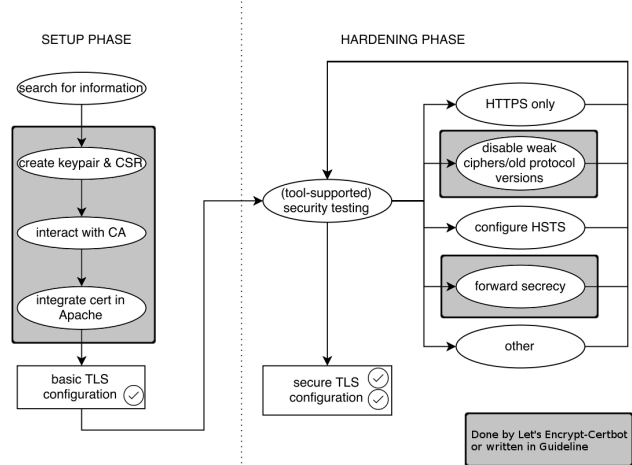 SETUP PHASE
HARDENING PHASE
search for information
create keypair & CSR
interact with CA
integrate cert in
Apache
basic TLS
configuration
(tool-supported)
security testing
secure TLS
configuration
HTTPS only
disable weak
ciphers/old protocol
versions
configure HSTS
forward secrecy
other
Done by Let's Encrypt-Certbot
or written in Guideline